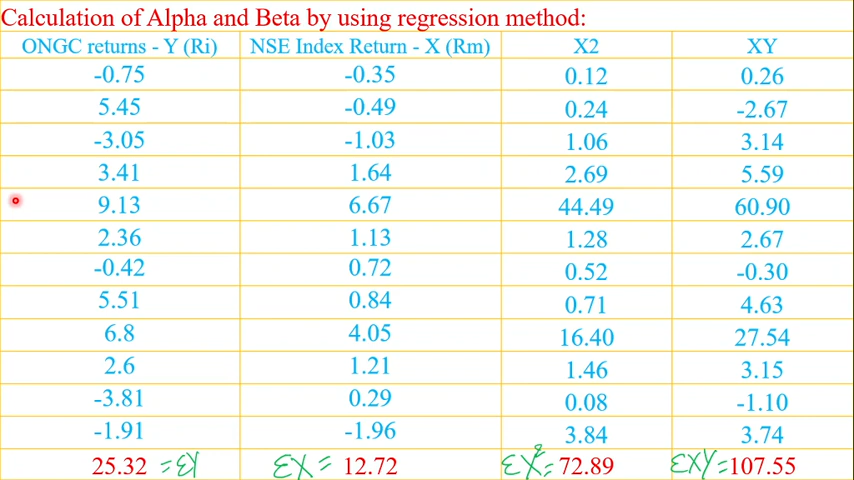 Calculation of Alpha and Beta by using regression method:
ONGC returns - Y (Ri) NSE Index Return - X (Rm) X2 XY
-0.75 -0.35 0.12 0.26
5.45 -0.49 0.24 -2.67
-3.05 -1.03 1.06 3.14
3.41 1.64 2.69 5.59
9.13 6.67 44.49 60.90
2.36 1.13 1.28 2.67
-0.42 0.72 0.52 -0.30
5.51 0.84 0.71 4.63
6.8 4.05 16.40 27.54
2.6 1.21 1.46 3.15
-3.81 0.29 0.08 -1.10
-1.91 -1.96 3.84 3.74
25.32 = ΣY ΣX = 12.72 ΣX² = 72.89 ΣXY = 107.55